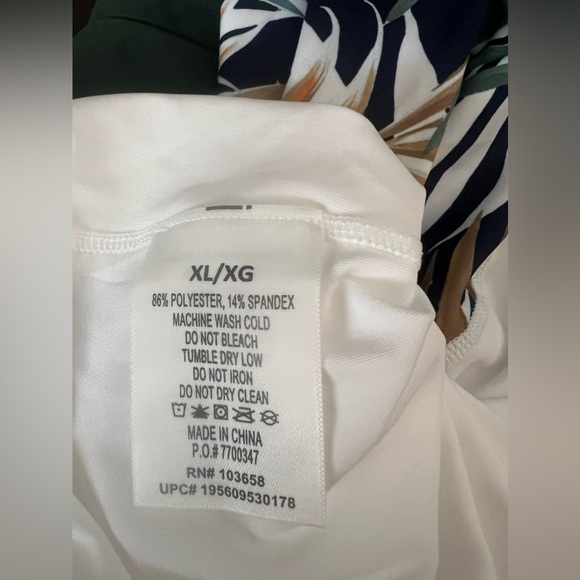 XL/XG
86% POLYESTER, 14% SPANDEX
MACHINE WASH COLD
DO NOT BLEACH
TUMBLE DRY LOW
DO NOT IRON
DO NOT DRY CLEAN
MADE IN CHINA
P.O.# 7700347
RN# 103658
UPC# 195609530178